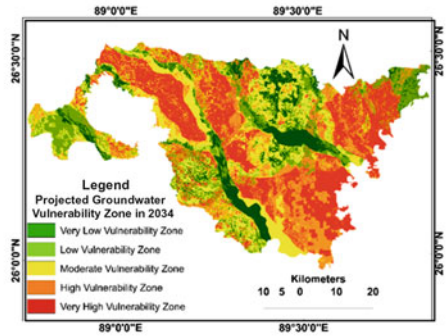 89°0'0"E 89°30'0"E
26°30'0"N 26°30'0"N
N
Legend
Projected Groundwater
Vulnerability Zone in 2034
Very Low Vulnerability Zone
Low Vulnerability Zone
Moderate Vulnerability Zone
High Vulnerability Zone
Very High Vulnerability Zone
26°0'0"N 26°0'0"N
Kilometers
10 5 0 10 20
89°0'0"E 89°30'0"E